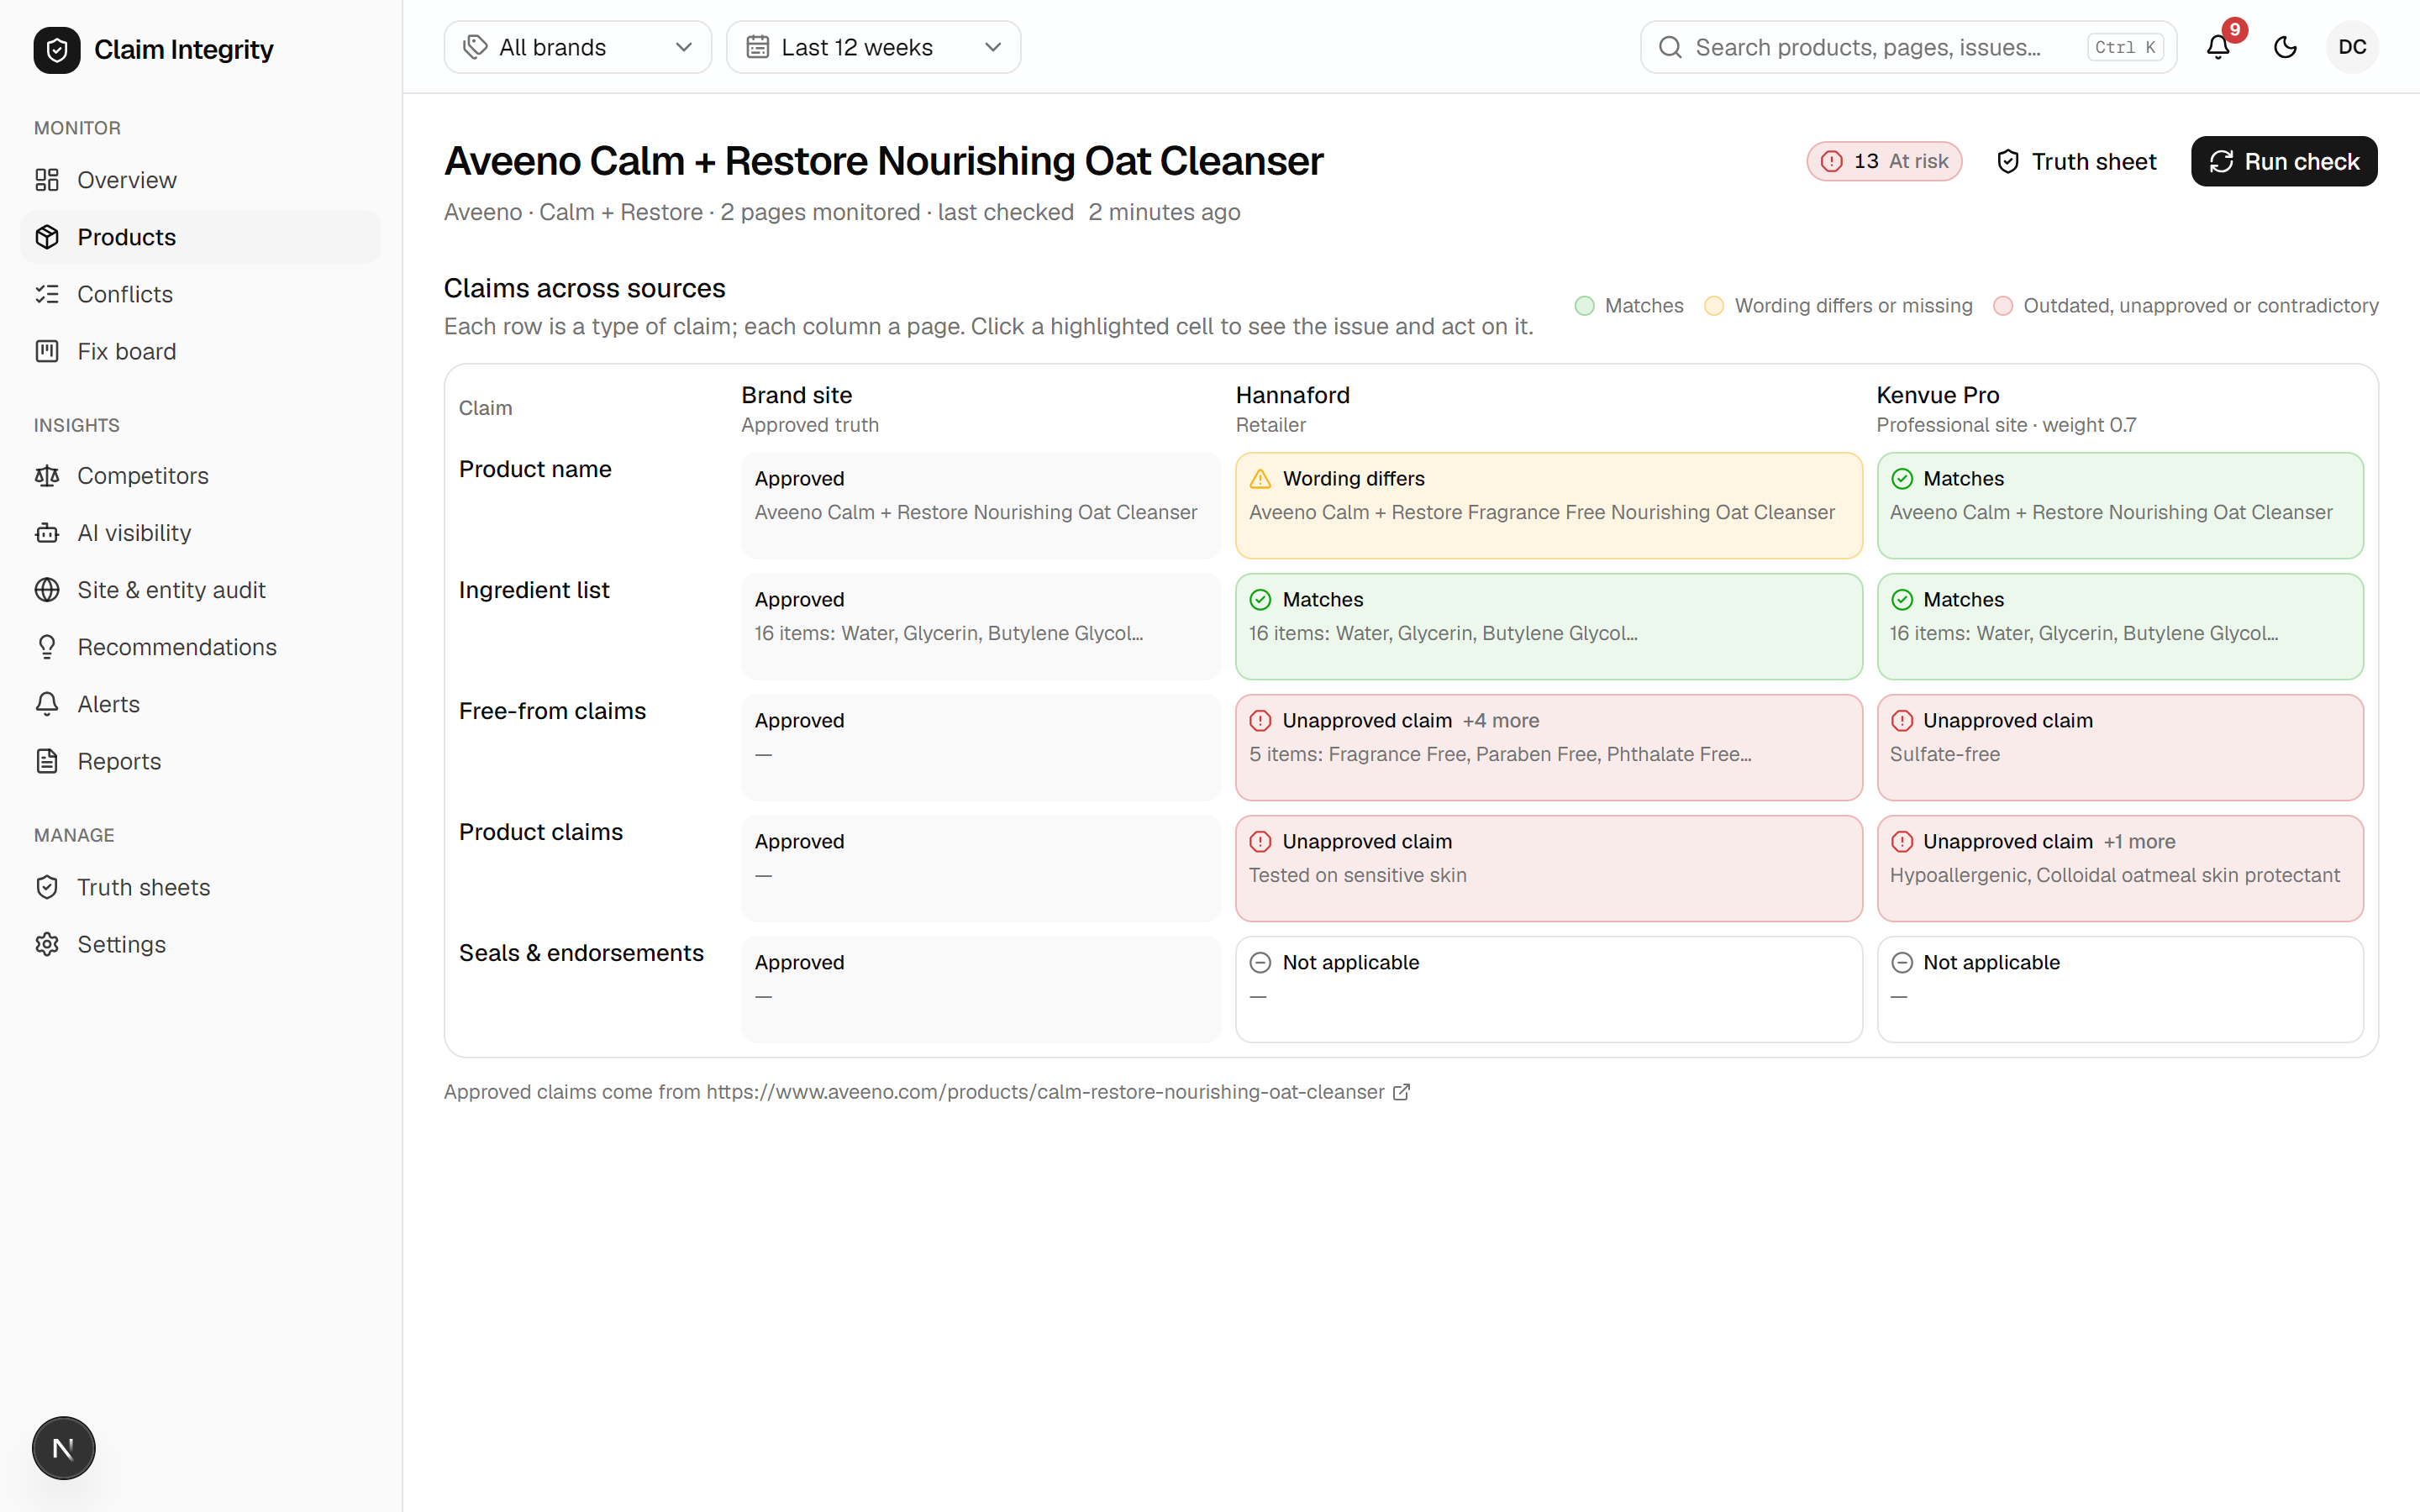 Claim Integrity
MONITOR
Overview
Products
Conflicts
Fix board
INSIGHTS
Competitors
AI visibility
Site & entity audit
Recommendations
Alerts
Reports
MANAGE
Truth sheets
Settings
N
All brands
Last 12 weeks
Search products, pages, issues...
Ctrl K
9
DC
Aveeno Calm + Restore Nourishing Oat Cleanser
13 At risk
Truth sheet
Run check
Aveeno · Calm + Restore · 2 pages monitored · last checked 2 minutes ago
Claims across sources
Each row is a type of claim; each column a page. Click a highlighted cell to see the issue and act on it.
Matches
Wording differs or missing
Outdated, unapproved or contradictory
Claim
Brand site
Approved truth
Hannaford
Retailer
Kenvue Pro
Professional site · weight 0.7
Product name
Approved
Aveeno Calm + Restore Nourishing Oat Cleanser
Wording differs
Aveeno Calm + Restore Fragrance Free Nourishing Oat Cleanser
Matches
Aveeno Calm + Restore Nourishing Oat Cleanser
Ingredient list
Approved
16 items: Water, Glycerin, Butylene Glycol...
Matches
16 items: Water, Glycerin, Butylene Glycol...
Matches
16 items: Water, Glycerin, Butylene Glycol...
Free-from claims
Approved
—
Unapproved claim +4 more
5 items: Fragrance Free, Paraben Free, Phthalate Free...
Unapproved claim
Sulfate-free
Product claims
Approved
—
Unapproved claim
Tested on sensitive skin
Unapproved claim +1 more
Hypoallergenic, Colloidal oatmeal skin protectant
Seals & endorsements
Approved
—
Not applicable
—
Not applicable
—
Approved claims come from https://www.aveeno.com/products/calm-restore-nourishing-oat-cleanser